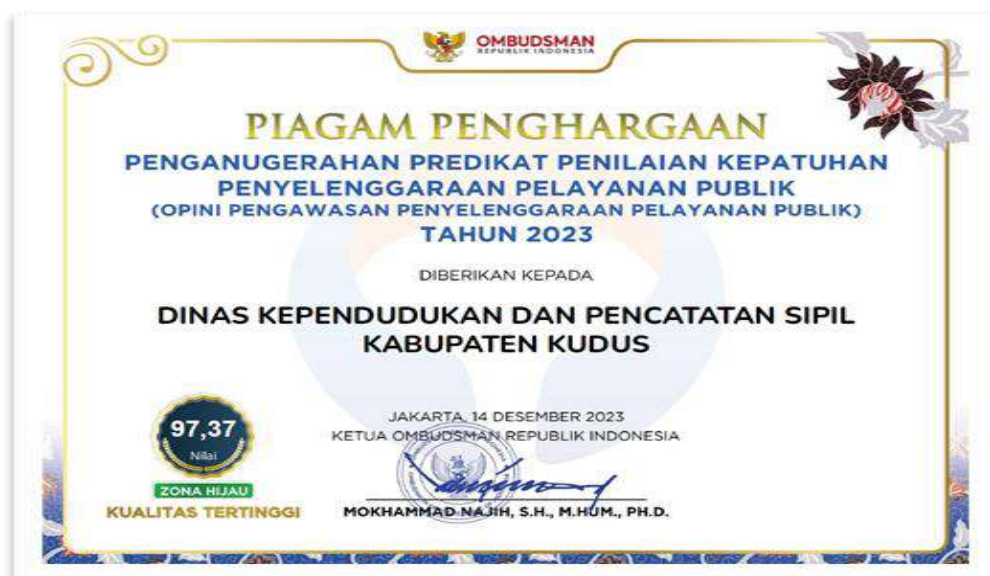 OMBUDSMAN
REPUBLIK INDONESIA
PIAGAM PENGHARGAAN
PENGANUGERAHAN PREDIKAT PENILAIAN KEPATUHAN
PENYELENGGARAAN PELAYANAN PUBLIK
(OPINI PENGAWASAN PENYELENGGARAAN PELAYANAN PUBLIK)
TAHUN 2023
DIBERIKAN KEPADA
DINAS KEPENDUDUKAN DAN PENCATATAN SIPIL
KABUPATEN KUDUS
JAKARTA, 14 DESEMBER 2023
KETUA OMBUDSMAN REPUBLIK INDONESIA
MOKHAMMAD NAJIH, S.H., M.HUM., PH.D.
97,37
Nilai
ZONA HIJAU
KUALITAS TERTINGGI